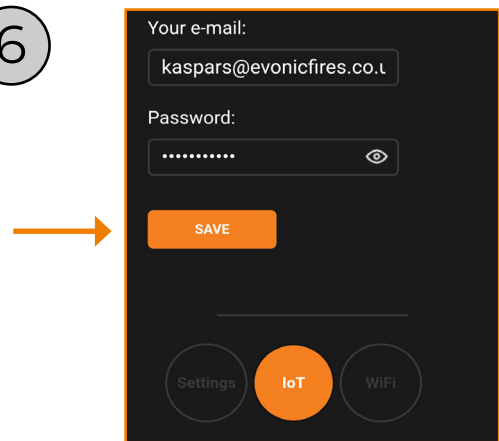 6
Your e-mail:
kaspars@evonicfires.co.u
Password:
•••••••••••
SAVE
Settings
IoT
WiFi